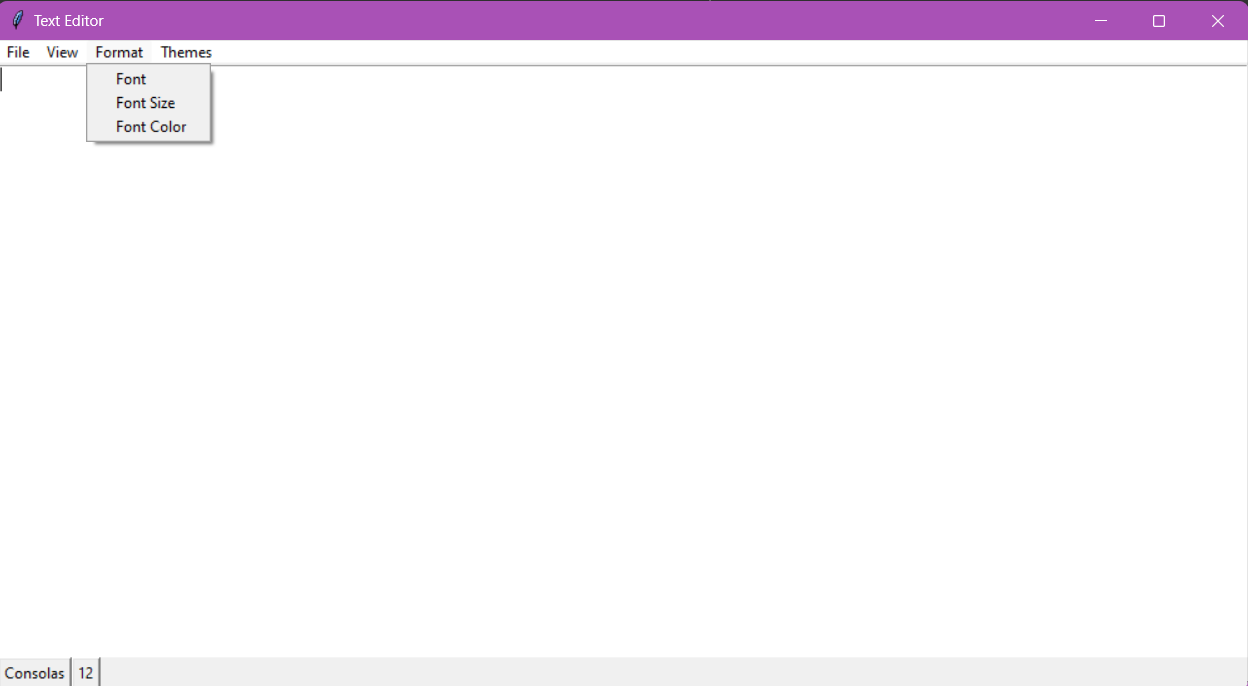 Text Editor
File View Format Themes
Font
Font Size
Font Color
Consolas 12